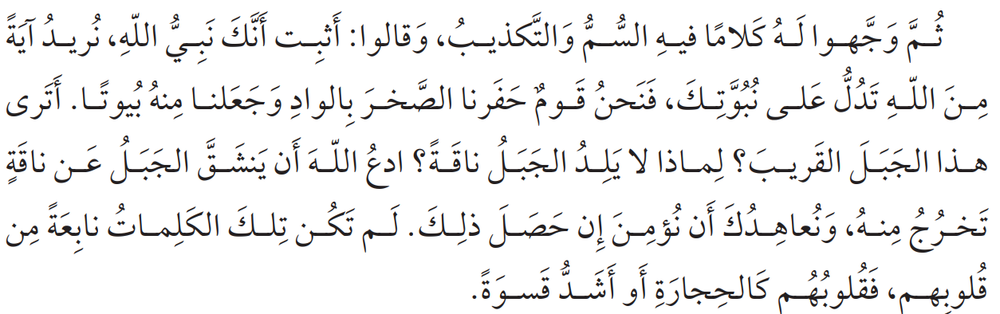 ثُمَّ وَجَّهوا لَهُ كَلامًا فيهِ السُّمُّ وَالتَّكذيبُ، وَقالوا: أَثبِت أَنَّكَ نَبِيُّ اللّهِ، نُريدُ آيَةً
مِنَ اللّهِ تَدُلُّ عَلى نُبُوَّتِكَ، فَنَحنُ قَومٌ حَفَرنا الصَّخرَ بِالوادِ وَجَعَلنا مِنهُ بُيوتًا. أَتَرى
هذا الجَبَلَ القَريبَ؟ لِماذا لا يَلِدُ الجَبَلُ ناقَةً؟ ادعُ اللّهَ أَن يَنشَقَّ الجَبَلُ عَن ناقَةٍ
تَخرُجُ مِنهُ، وَنُعاهِدُكَ أَن نُؤمِنَ إِن حَصَلَ ذلِكَ. لَم تَكُن تِلكَ الكَلِماتُ نابِعَةً مِن
قُلوبِهِم، فَقُلوبُهُم كَالحِجارَةِ أَو أَشَدُّ قَسوَةً.